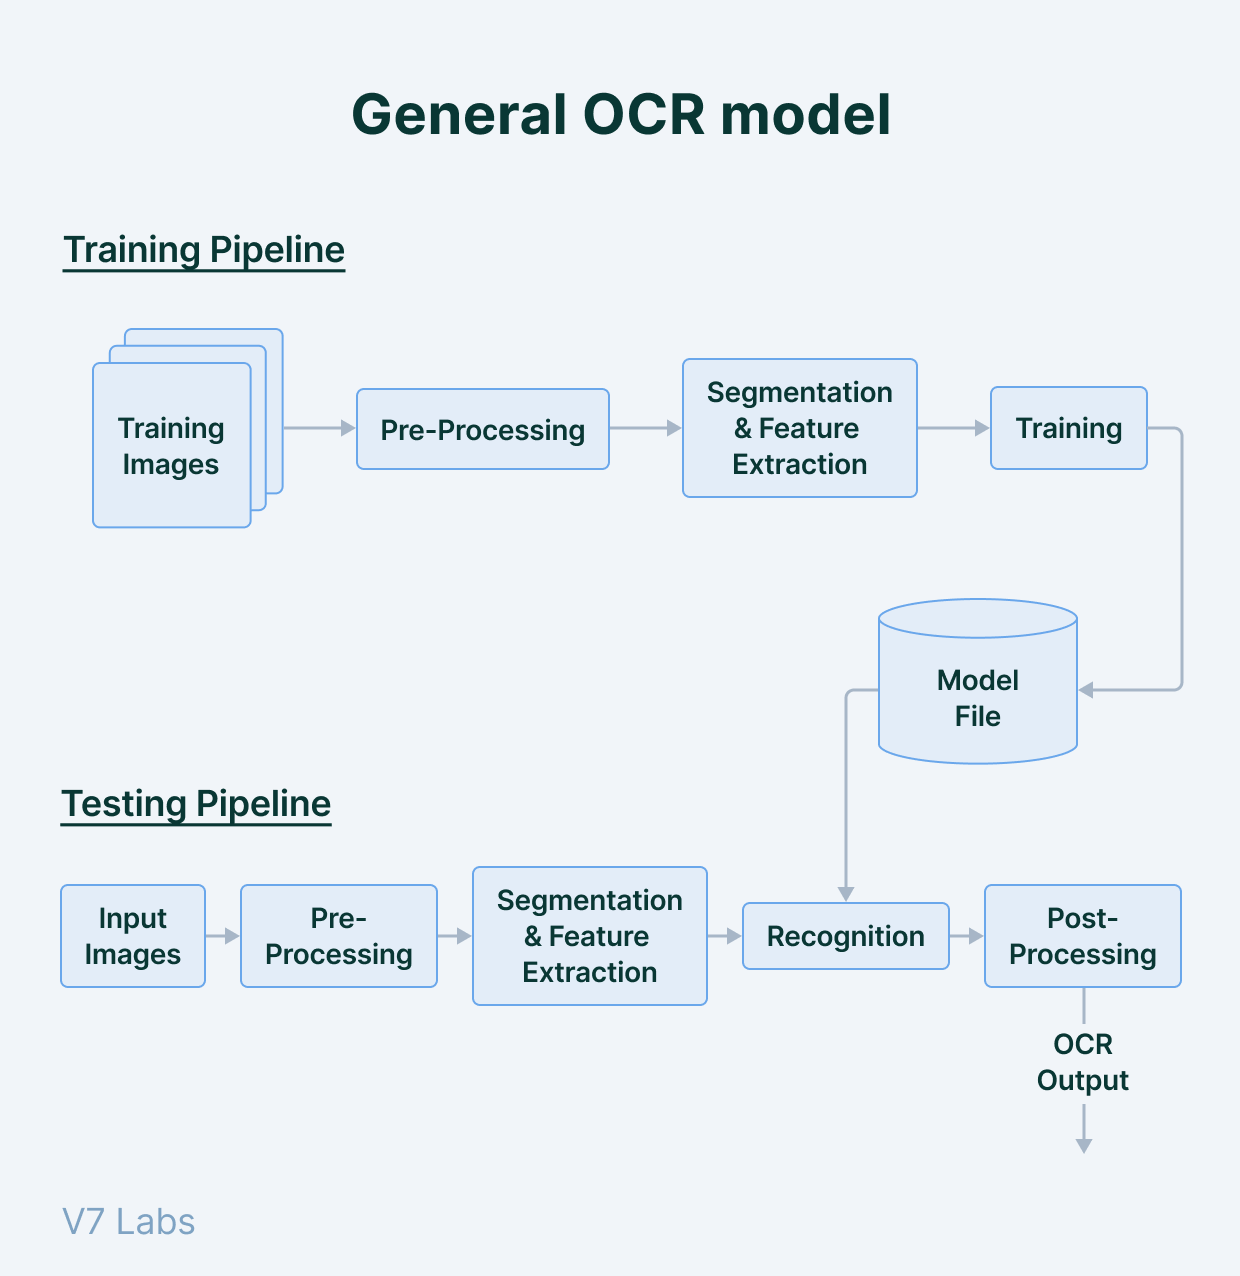 General OCR model
Training Pipeline
Training
Images
Pre-Processing
Segmentation
& Feature
Extraction
Training
Model
File
Testing Pipeline
Input
Images
Pre-
Processing
Segmentation
& Feature
Extraction
Recognition
Post-
Processing
OCR
Output
V7 Labs